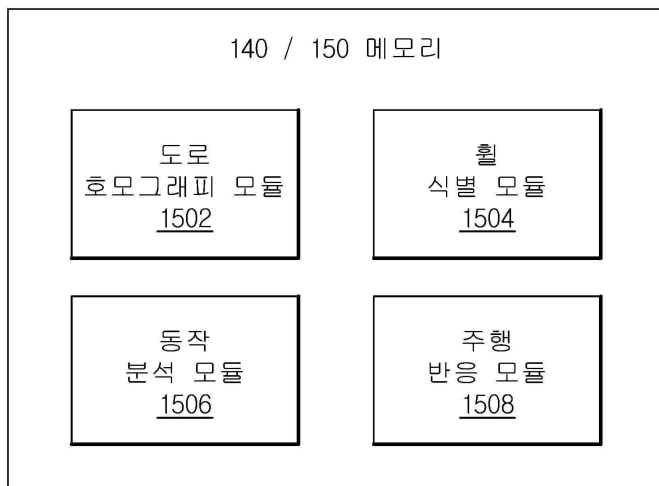 140 / 150 메모리
도로
호모그래피 모듈
1502
휠
식별 모듈
1504
동작
분석 모듈
1506
주행
반응 모듈
1508